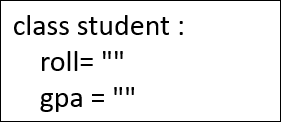 class student :
    roll= ""
    gpa = ""